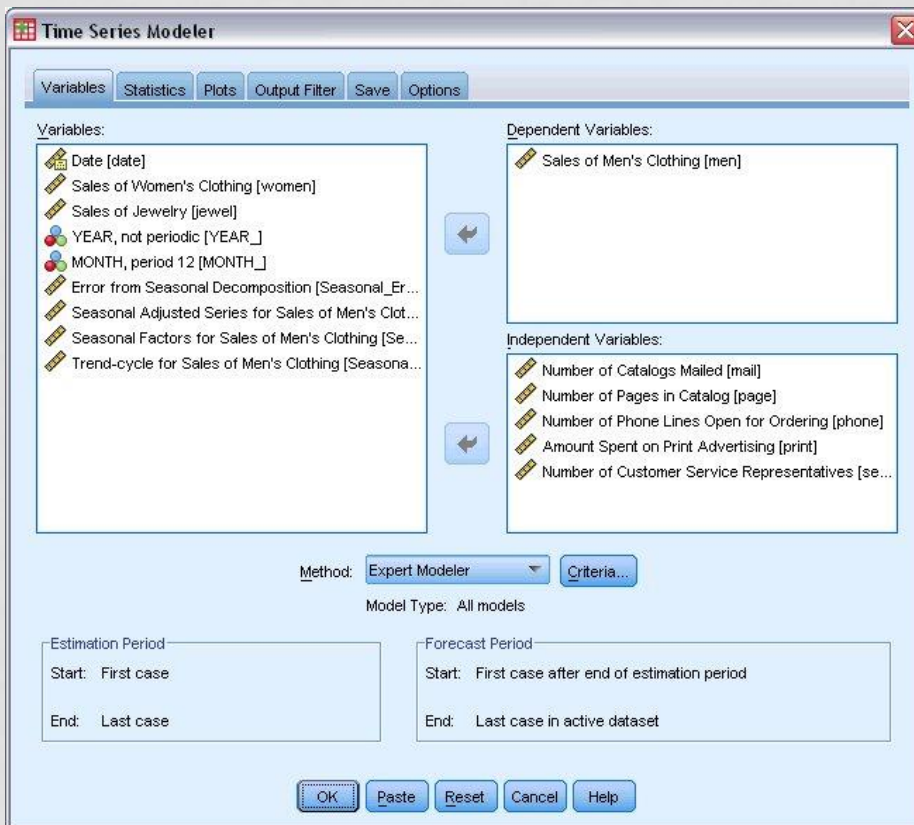 Time Series Modeler
Variables Statistics Plots Output Filter Save Options
Variables:
Date [date]
Sales of Women's Clothing [women]
Sales of Jewelry [jewel]
YEAR, not periodic [YEAR_]
MONTH, period 12 [MONTH_]
Error from Seasonal Decomposition [Seasonal_Er...
Seasonal Adjusted Series for Sales of Men's Clot...
Seasonal Factors for Sales of Men's Clothing [Se...
Trend-cycle for Sales of Men's Clothing [Seasona...
Dependent Variables:
Sales of Men's Clothing [men]
Independent Variables:
Number of Catalogs Mailed [mail]
Number of Pages in Catalog [page]
Number of Phone Lines Open for Ordering [phone]
Amount Spent on Print Advertising [print]
Number of Customer Service Representatives [se...
Method: Expert Modeler Criteria...
Model Type: All models
Estimation Period
Start: First case
End: Last case
Forecast Period
Start: First case after end of estimation period
End: Last case in active dataset
OK Paste Reset Cancel Help